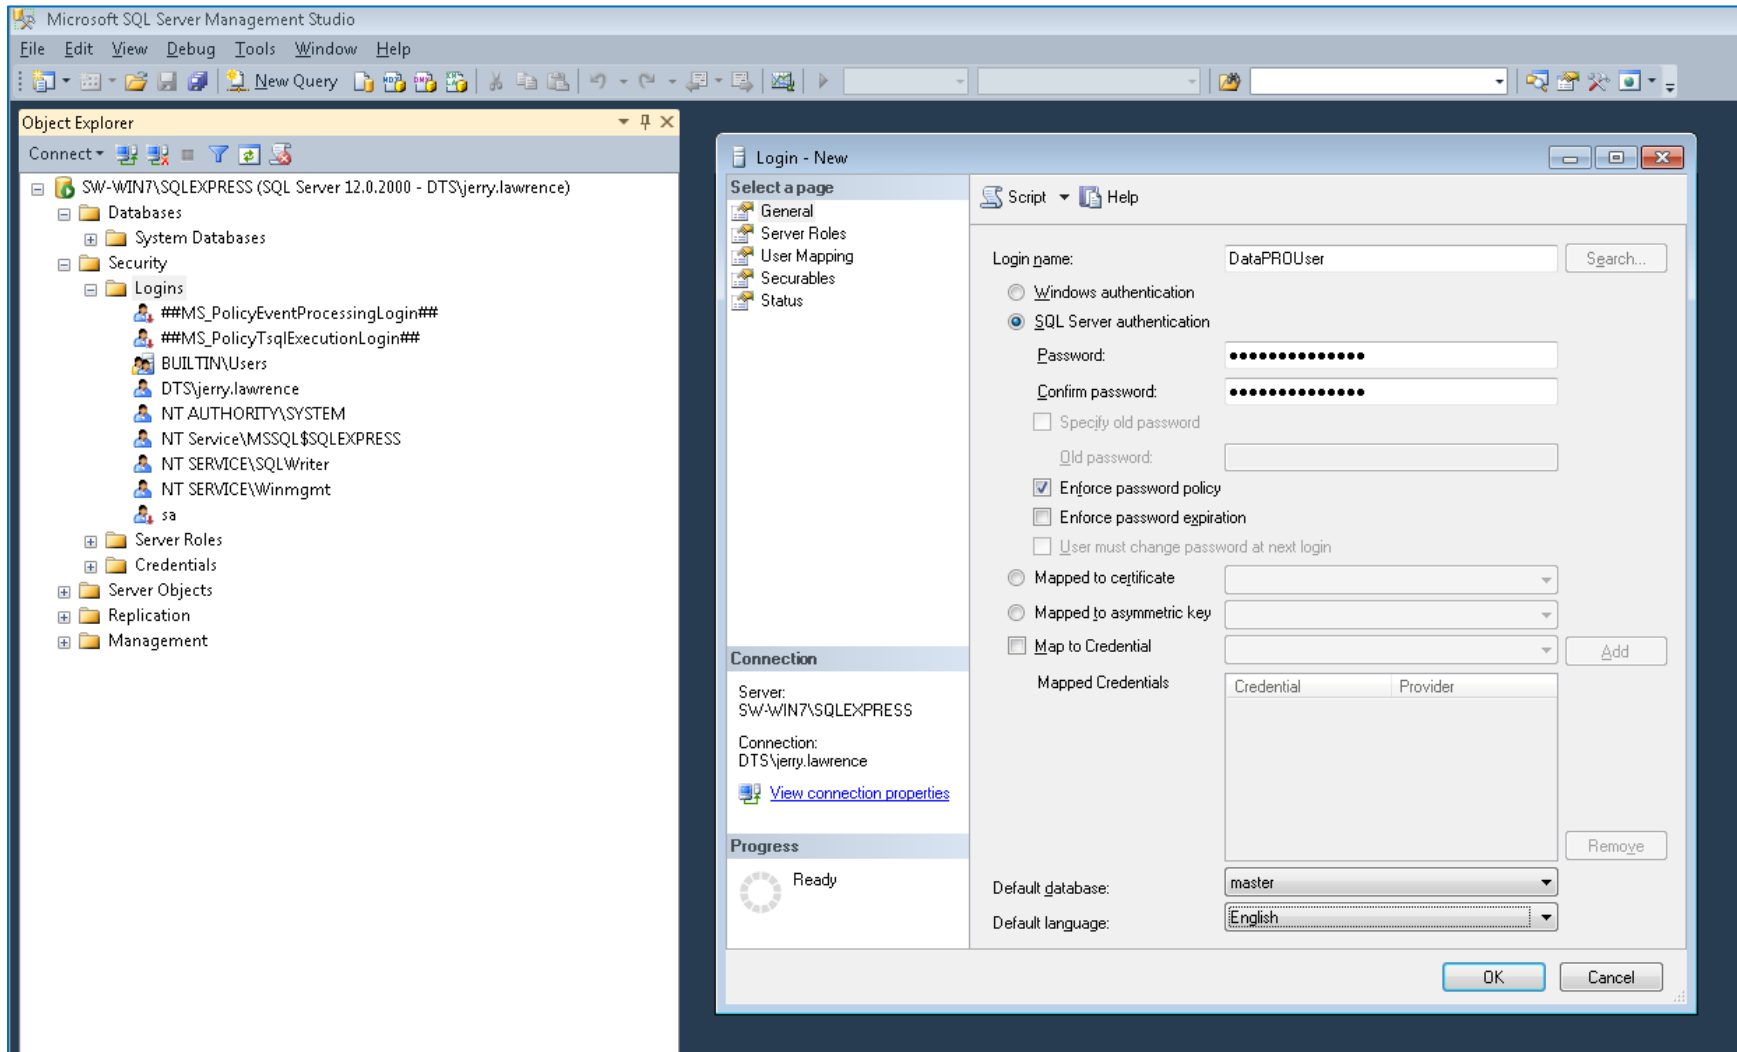 Microsoft SQL Server Management Studio
File Edit View Debug Tools Window Help
New Query
Object Explorer
Connect
SW-WIN7\SQLEXPRESS (SQL Server 12.0.2000 - DTS\jerry.lawrence)
Databases
System Databases
Security
Logins
##MS_PolicyEventProcessingLogin##
##MS_PolicyTsqlExecutionLogin##
BUILTIN\Users
DTS\jerry.lawrence
NT AUTHORITY\SYSTEM
NT Service\MSSQL$SQLEXPRESS
NT SERVICE\SQLWriter
NT SERVICE\Winmgmt
sa
Server Roles
Credentials
Server Objects
Replication
Management
Login - New
Select a page
General
Server Roles
User Mapping
Securables
Status
Connection
Server:
SW-WIN7\SQLEXPRESS
Connection:
DTS\jerry.lawrence
View connection properties
Progress
Ready
Script Help
Login name: DataPROUser Search...
Windows authentication
SQL Server authentication
Password: ●●●●●●●●●●●●●●
Confirm password: ●●●●●●●●●●●●●●
Specify old password
Old password:
Enforce password policy
Enforce password expiration
User must change password at next login
Mapped to certificate
Mapped to asymmetric key
Map to Credential Add
Mapped Credentials Credential Provider
Remove
Default database: master
Default language: English
OK Cancel